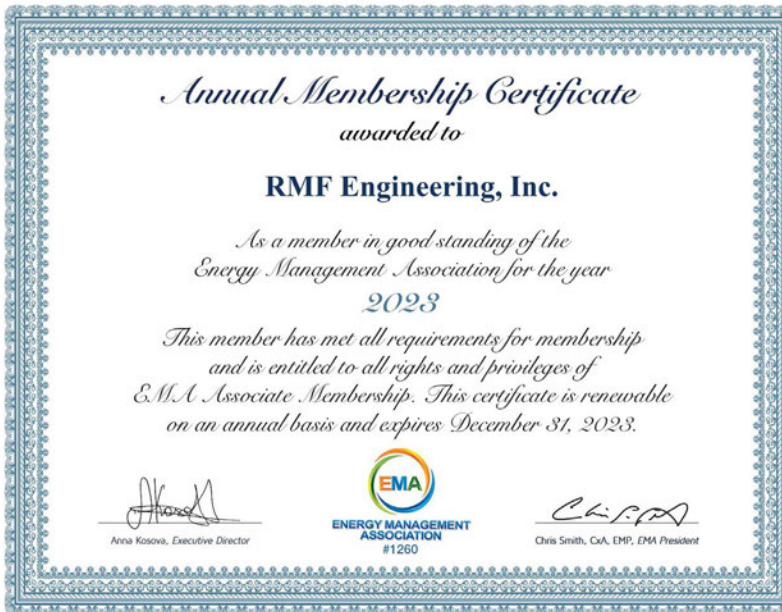 Annual Membership Certificate
awarded to
RMF Engineering, Inc.
As a member in good standing of the
Energy Management Association for the year
2023
This member has met all requirements for membership
and is entitled to all rights and privileges of
EMA Associate Membership. This certificate is renewable
on an annual basis and expires December 31, 2023.
EMA
ENERGY MANAGEMENT
ASSOCIATION
#1260
Anna Kosova, Executive Director
Chris Smith, CxA, EMP, EMA President